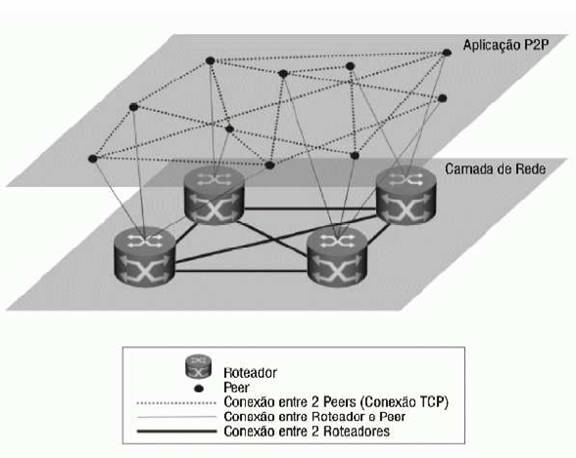 Aplicação P2P
Camada de Rede
Roteador
Peer
Conexão entre 2 Peers (Conexão TCP)
Conexão entre Roteador e Peer
Conexão entre 2 Roteadores